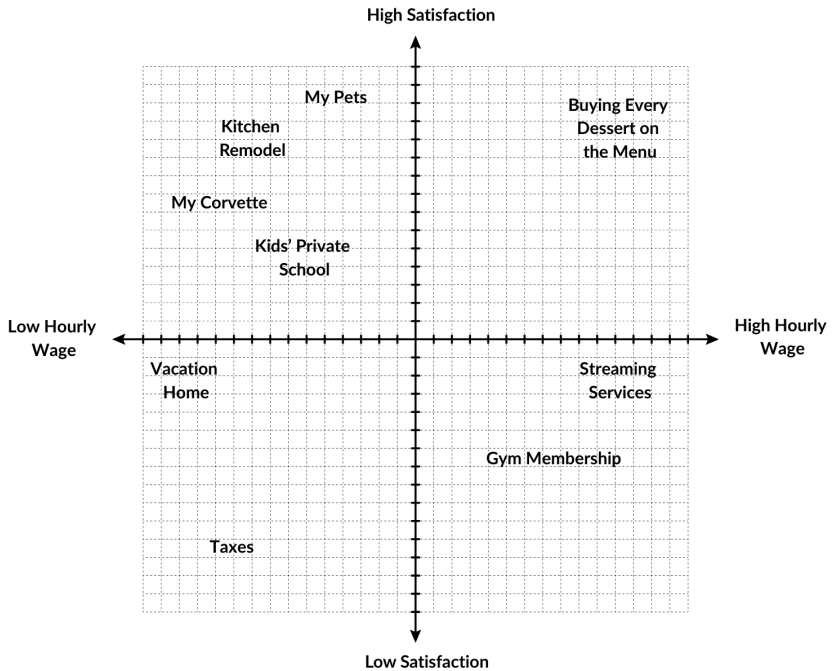 High Satisfaction
My Pets
Buying Every
Dessert on
the Menu
Kitchen
Remodel
My Corvette
Kids’ Private
School
Low Hourly
Wage
High Hourly
Wage
Vacation
Home
Streaming
Services
Gym Membership
Taxes
Low Satisfaction